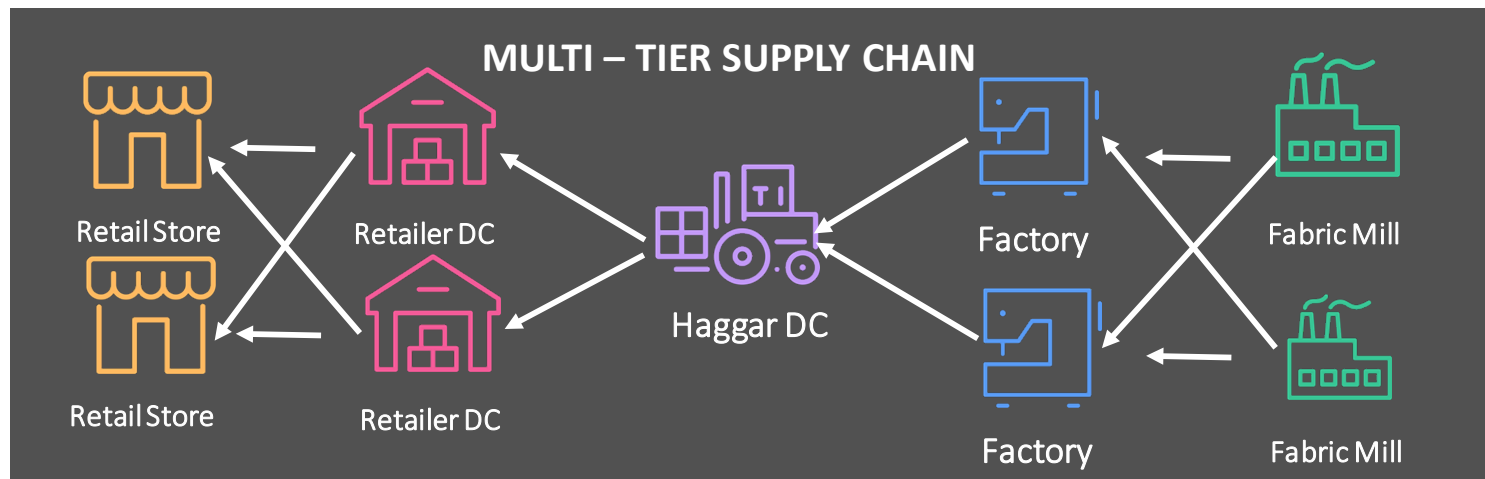 MULTI – TIER SUPPLY CHAIN
TI
Retail Store
Retailer DC
Factory
Fabric Mill
Haggar DC
Retail Store
Retailer DC
Factory
Fabric Mill